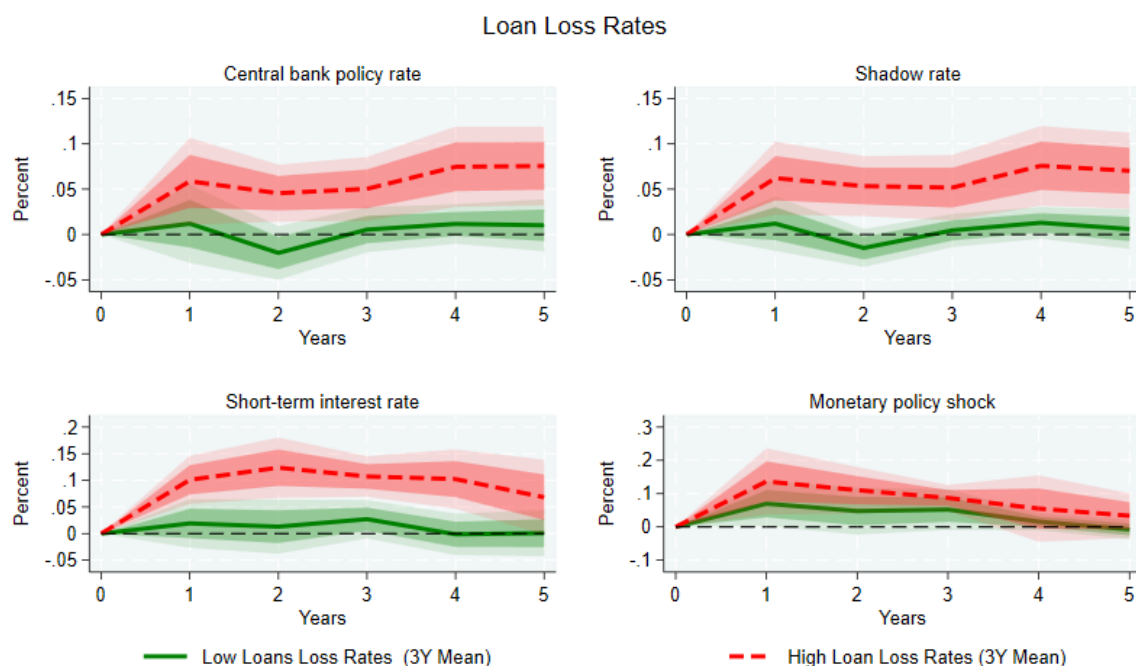 Loan Loss Rates
Central bank policy rate
.15
.1
.05
0
-.05
Percent
0 1 2 3 4 5
Years
Shadow rate
.15
.1
.05
0
-.05
Percent
0 1 2 3 4 5
Years
Short-term interest rate
.2
.15
.1
.05
0
-.05
Percent
0 1 2 3 4 5
Years
Monetary policy shock
.3
.2
.1
0
-.1
Percent
0 1 2 3 4 5
Years
Low Loans Loss Rates (3Y Mean)
High Loan Loss Rates (3Y Mean)